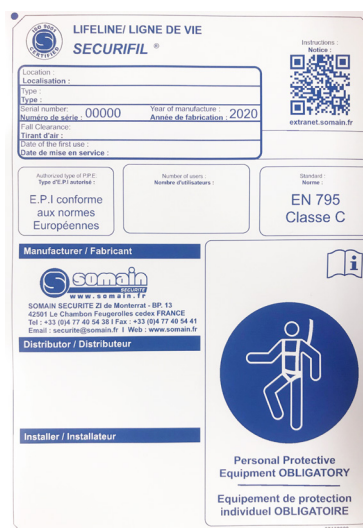 ISO 9001
CERTIFIED
LIFELINE/ LIGNE DE VIE
SECURIFIL ®
Instructions :
Notice :
extranet.somain.fr
Location :
Localisation :
Type :
Type :
Serial number:
Numéro de série : 00000
Year of manufacture :
Année de fabrication : 2020
Fall Clearance:
Tirant d'air :
Date of the first use :
Date de mise en service :
Authorized type of P.P.E:
Type d'E.P.I autorisé :
E.P.I conforme
aux normes
Européennes
Number of users :
Nombre d'utilisateurs :
Standard :
Norme :
EN 795
Classe C
Manufacturer / Fabricant
somain
SECURITE
www.somain.fr
SOMAIN SECURITE ZI de Monterrat - BP. 13
42501 Le Chambon Feugerolles cedex FRANCE
Tel : +33 (0)4 77 40 54 38 I Fax : +33 (0)4 77 40 54 41
Email : securite@somain.fr I Web : www.somain.fr
Distributor / Distributeur
Installer / Installateur
i
Personal Protective
Equipment OBLIGATORY
Equipement de protection
individuel OBLIGATOIRE